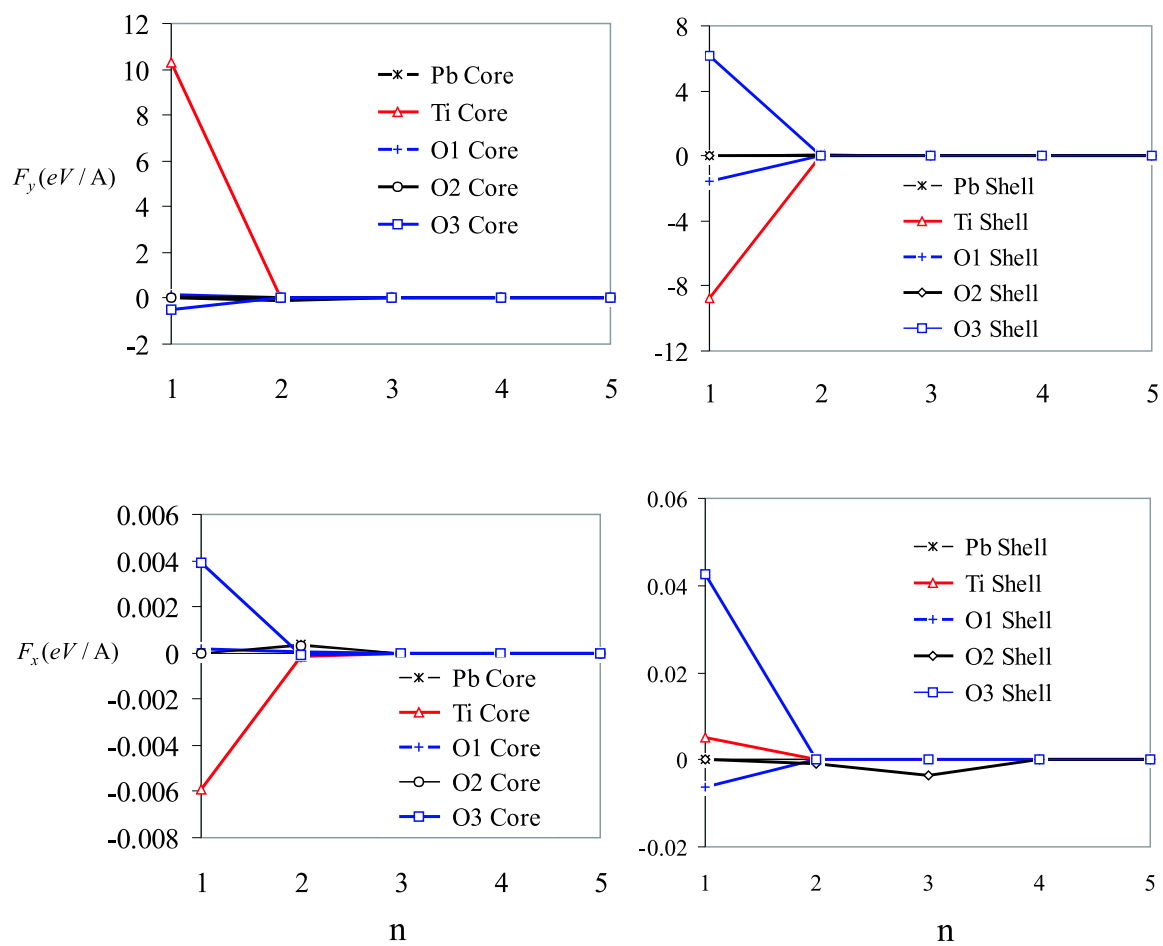 12
10
8
6
4
2
0
-2
F_y(eV/A)
Pb Core
Ti Core
O1 Core
O2 Core
O3 Core
1 2 3 4 5
8
4
0
-4
-8
-12
Pb Shell
Ti Shell
O1 Shell
O2 Shell
O3 Shell
1 2 3 4 5
0.006
0.004
0.002
0
-0.002
-0.004
-0.006
-0.008
F_x(eV/A)
Pb Core
Ti Core
O1 Core
O2 Core
O3 Core
1 2 3 4 5
n
0.06
0.04
0.02
0
-0.02
Pb Shell
Ti Shell
O1 Shell
O2 Shell
O3 Shell
1 2 3 4 5
n